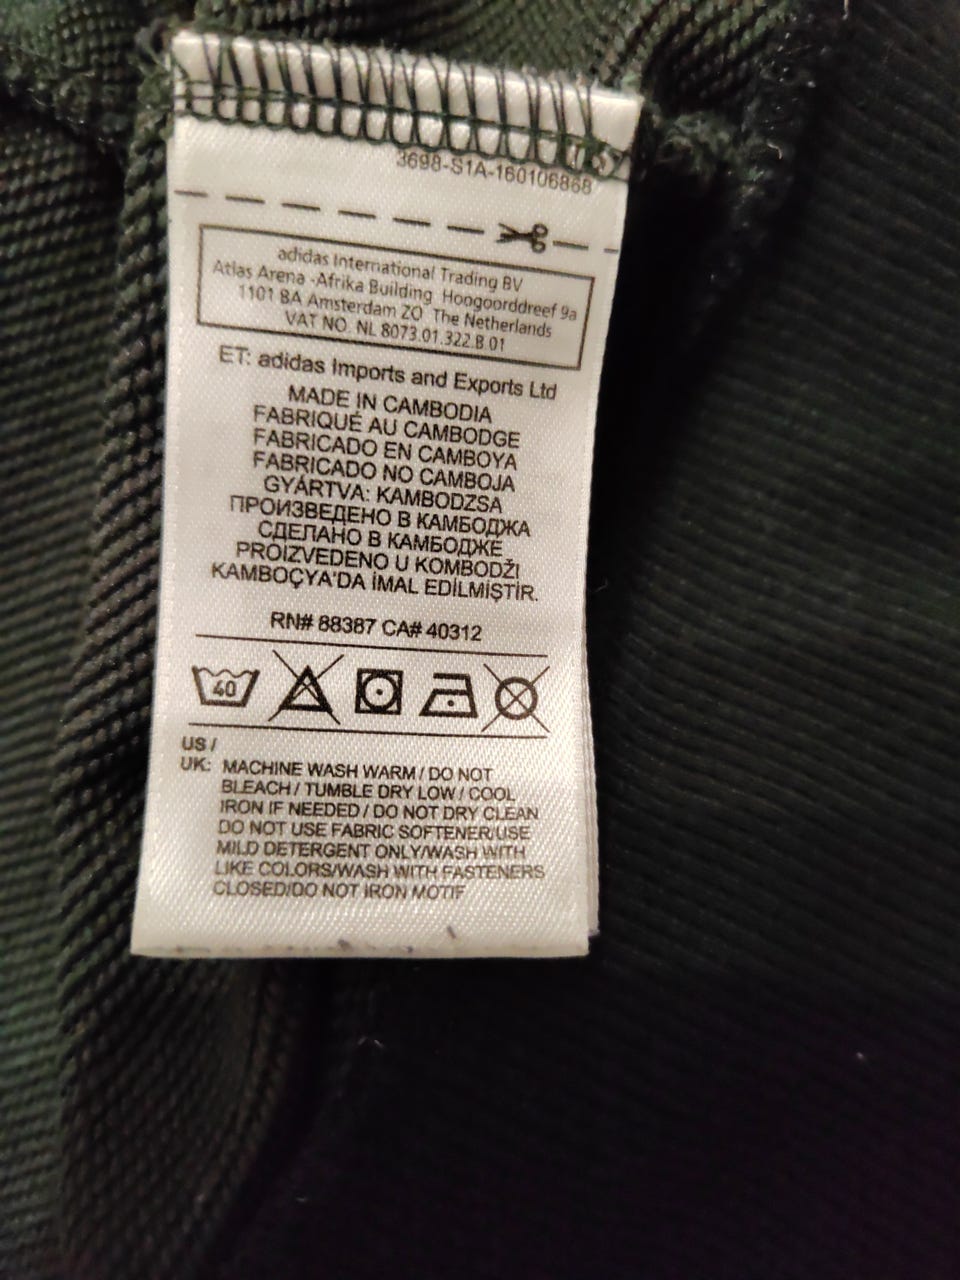 3698-S1A-160106868
adidas International Trading BV
Atlas Arena -Afrika Building Hoogoorddreef 9a
1101 BA Amsterdam ZO The Netherlands
VAT NO. NL 8073.01.322.B.01
ET: adidas Imports and Exports Ltd
MADE IN CAMBODIA
FABRIQUÉ AU CAMBODGE
FABRICADO EN CAMBOYA
FABRICADO NO CAMBOJA
GYÁRTVA: KAMBODZSA
ПРОИЗВЕДЕНО В КАМБОДЖА
СДЕЛАНО В КАМБОДЖЕ
PROIZVEDENO U KOMBODŽI
KAMBOÇYA'DA İMAL EDİLMİŞTİR.
RN# 88387 CA# 40312
40
US /
UK: MACHINE WASH WARM / DO NOT
BLEACH / TUMBLE DRY LOW / COOL
IRON IF NEEDED / DO NOT DRY CLEAN
DO NOT USE FABRIC SOFTENER/USE
MILD DETERGENT ONLY/WASH WITH
LIKE COLORS/WASH WITH FASTENERS
CLOSED/DO NOT IRON MOTIF